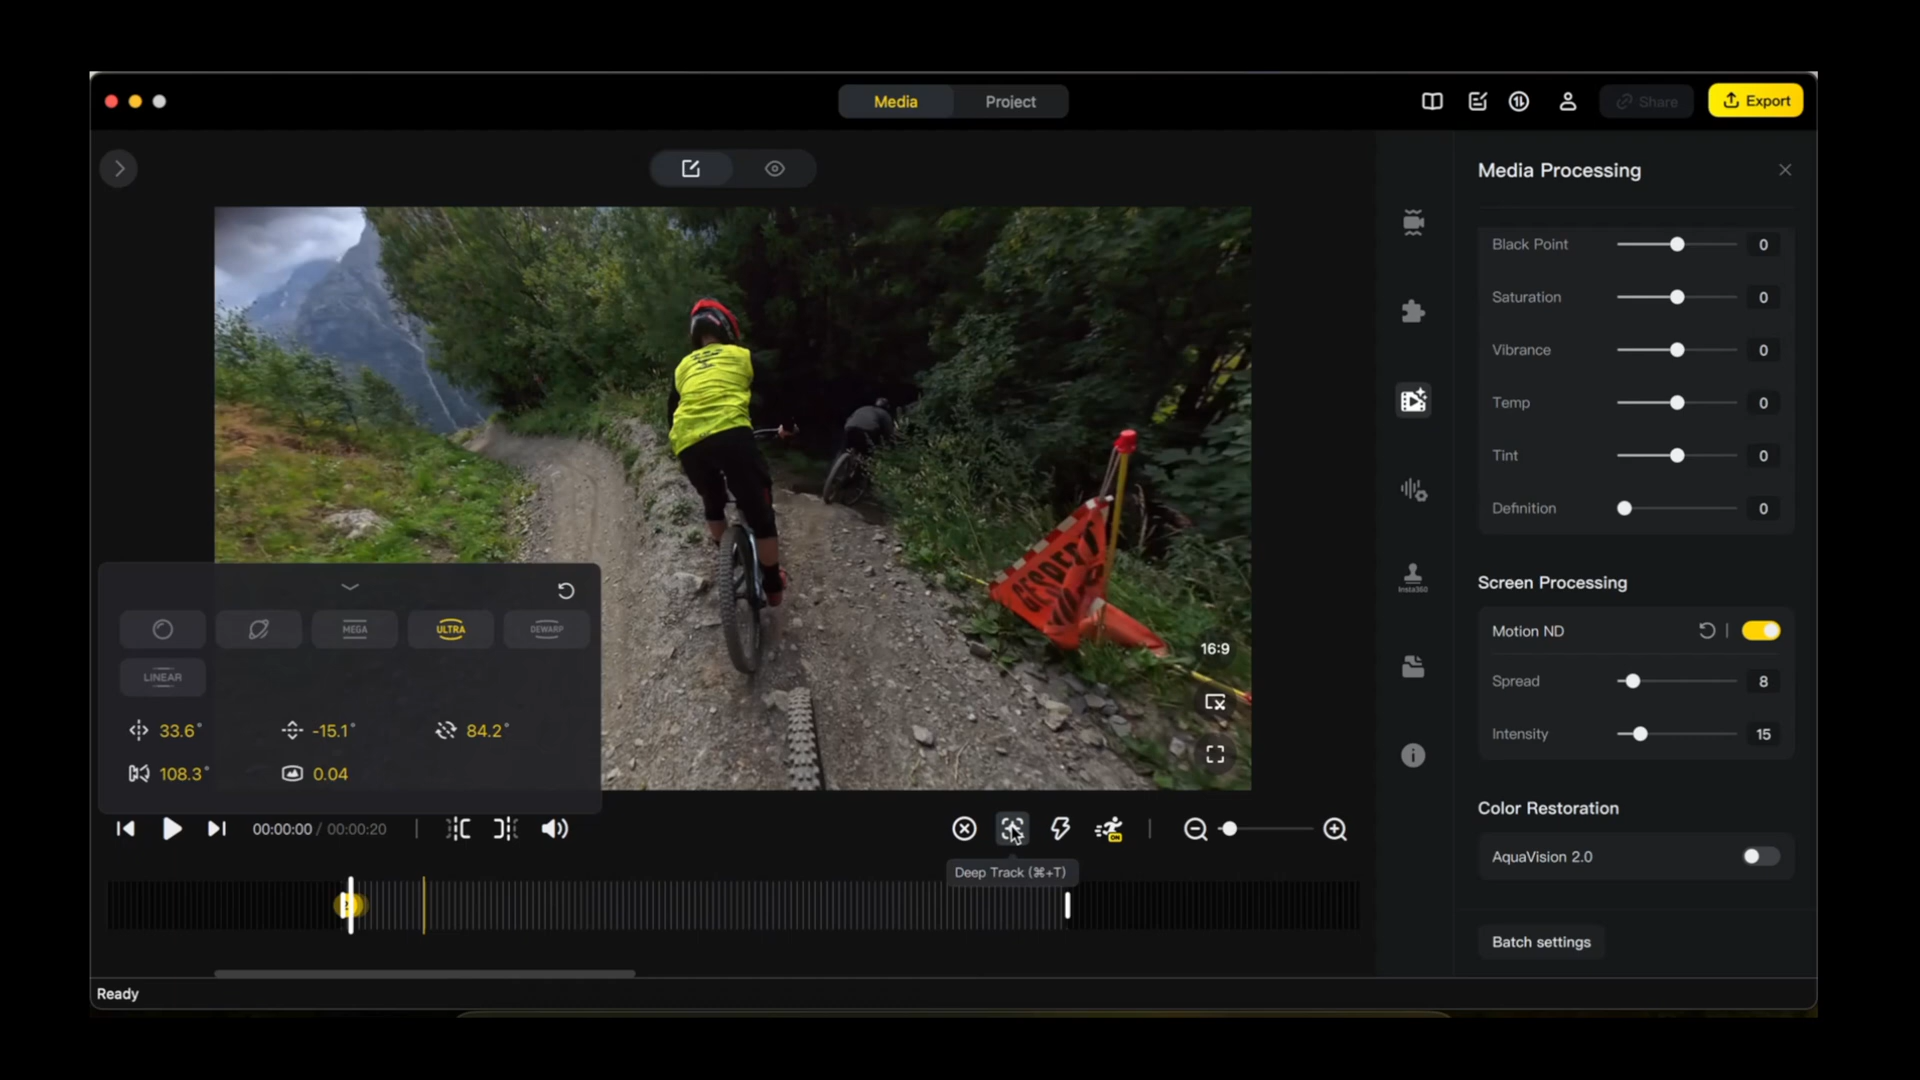 Media
Project
Share
Export
Media Processing
Black Point 0
Saturation 0
Vibrance 0
Temp 0
Tint 0
Definition 0
Screen Processing
Motion ND
Spread 8
Intensity 15
Color Restoration
AquaVision 2.0
Batch settings
Insta360
GESPERRT
16:9
MEGA
ULTRA
DEWARP
LINEAR
33.6°
-15.1°
84.2°
108.3°
0.04
00:00:00 / 00:00:20
ON
Deep Track (⌘+T)
Ready